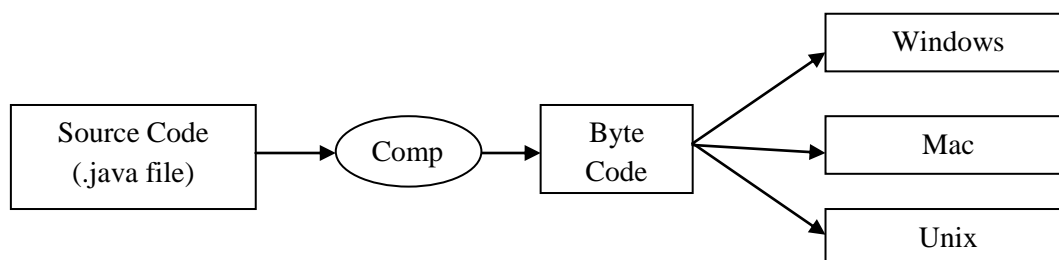 Source Code
(.java file)
Comp
Byte
Code
Windows
Mac
Unix